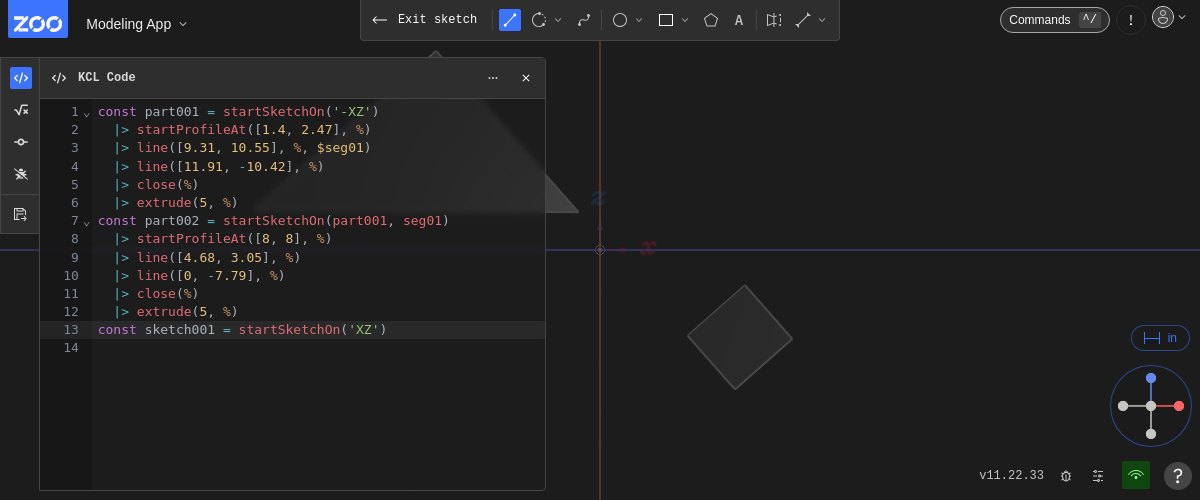 ZOO
Modeling App
Exit sketch
A
Commands ^/
!
KCL Code
1 const part001 = startSketchOn('-XZ')
2 |> startProfileAt([1.4, 2.47], %)
3 |> line([9.31, 10.55], %, $seg01)
4 |> line([11.91, -10.42], %)
5 |> close(%)
6 |> extrude(5, %)
7 const part002 = startSketchOn(part001, seg01)
8 |> startProfileAt([8, 8], %)
9 |> line([4.68, 3.05], %)
10 |> line([0, -7.79], %)
11 |> close(%)
12 |> extrude(5, %)
13 const sketch001 = startSketchOn('XZ')
14
z
x
in
v11.22.33
?